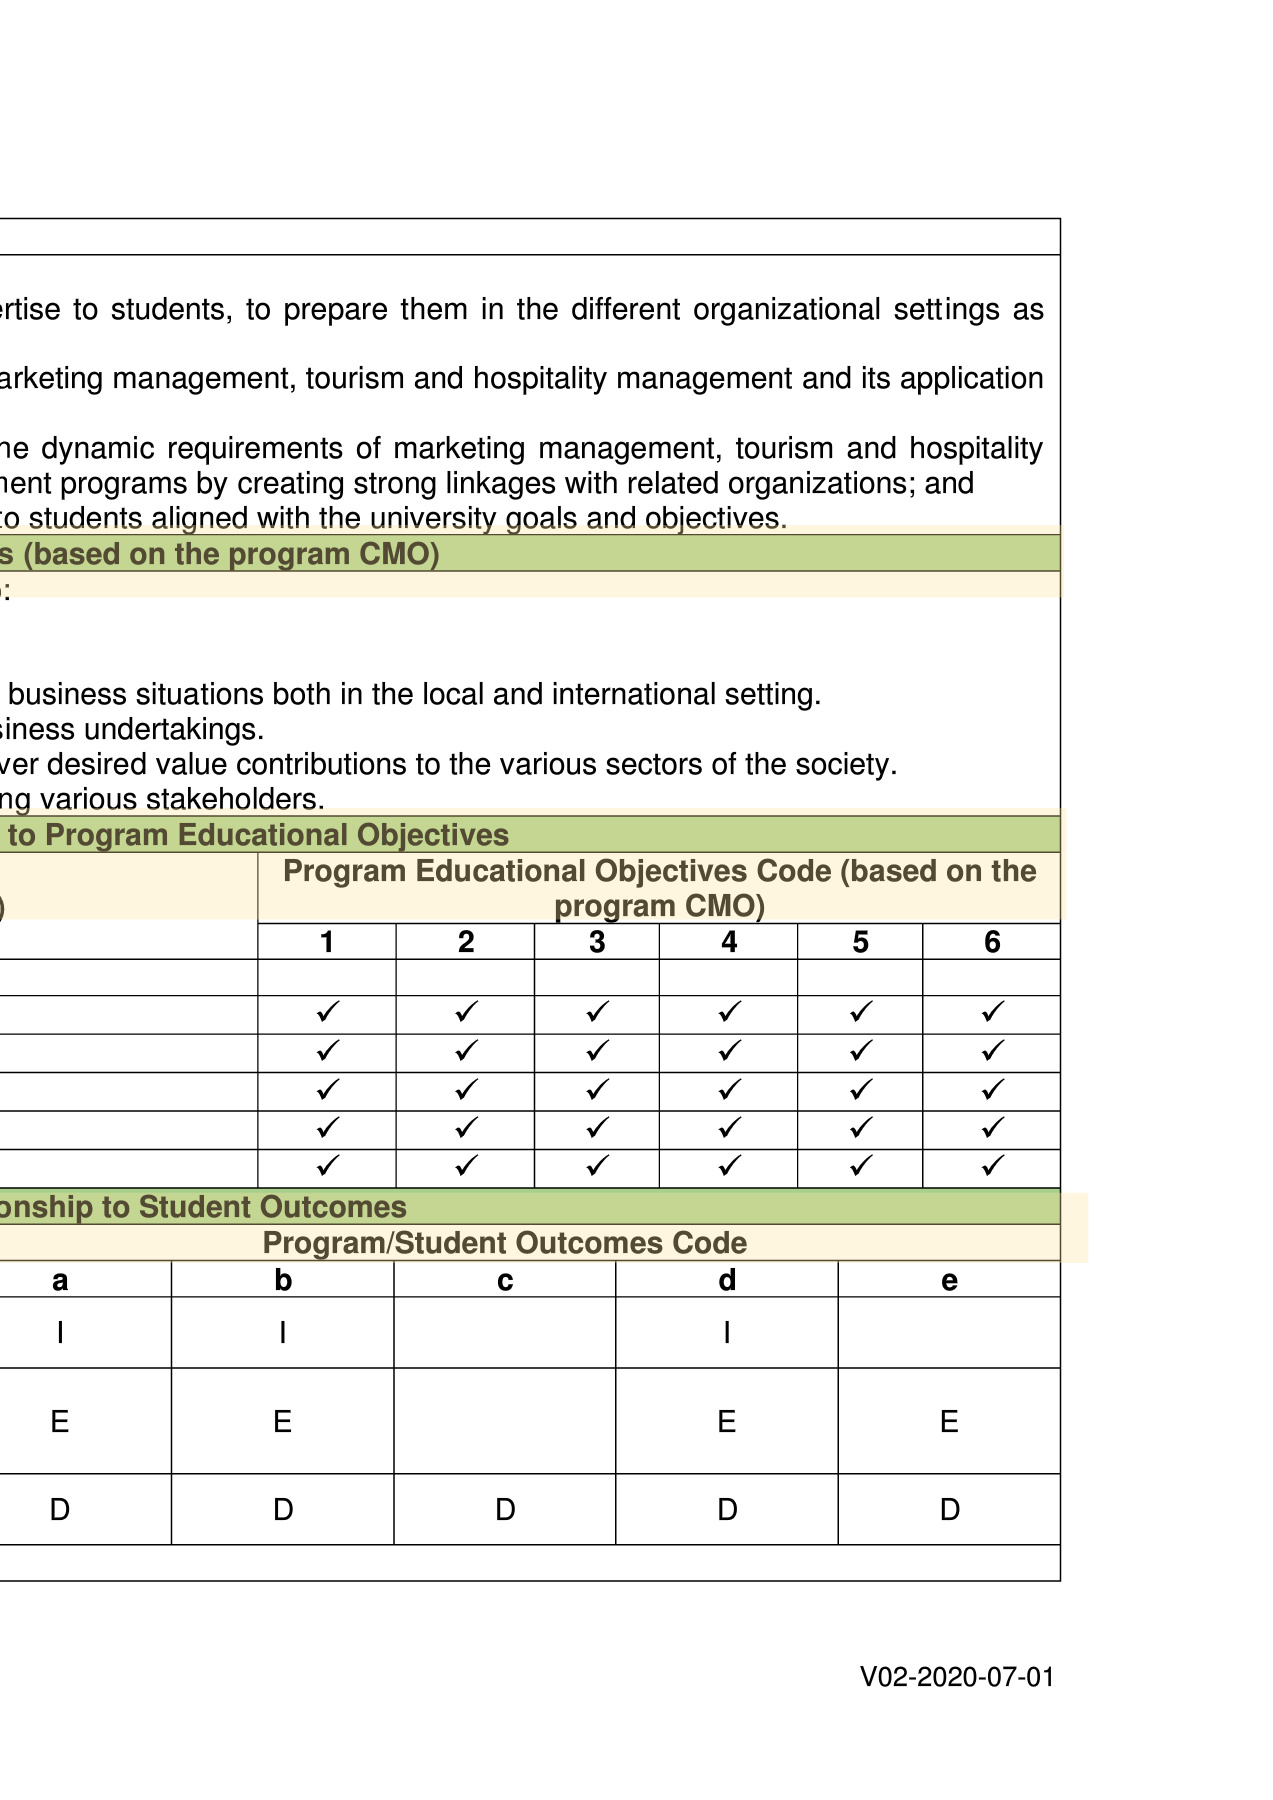 ertise to students, to prepare them in the different organizational settings as
arketing management, tourism and hospitality management and its application
he dynamic requirements of marketing management, tourism and hospitality
ment programs by creating strong linkages with related organizations; and
to students aligned with the university goals and objectives.
s (based on the program CMO)
o:
business situations both in the local and international setting.
siness undertakings.
ver desired value contributions to the various sectors of the society.
ng various stakeholders.
to Program Educational Objectives
Program Educational Objectives Code (based on the
) program CMO)
1 2 3 4 5 6
✓ ✓ ✓ ✓ ✓ ✓
✓ ✓ ✓ ✓ ✓ ✓
✓ ✓ ✓ ✓ ✓ ✓
✓ ✓ ✓ ✓ ✓ ✓
✓ ✓ ✓ ✓ ✓ ✓
onship to Student Outcomes
Program/Student Outcomes Code
a b c d e
I I I
E E E E
D D D D D
V02-2020-07-01